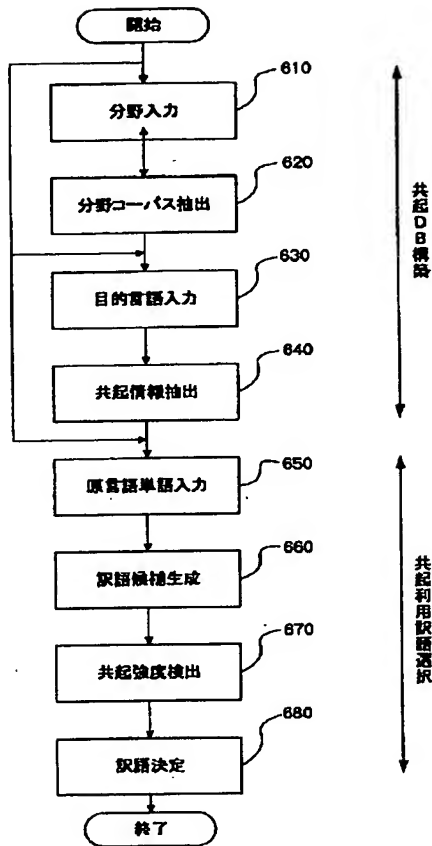 開始
610
分野入力
620
分野コーパス抽出
630
目的言語入力
640
共起情報抽出
共起DB構築
650
原言語単語入力
660
訳語候補生成
670
共起強度検出
680
訳語決定
共起利用訳語選択
終了